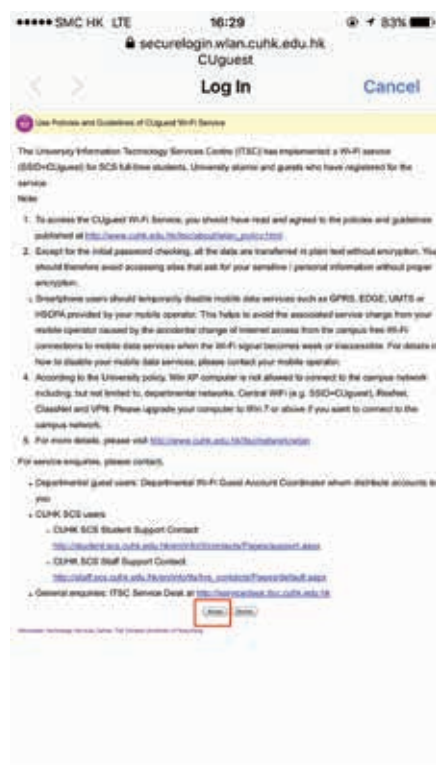 SMC HK LTE 16:29 83%
securelogin.wlan.cuhk.edu.hk
CUguest
Log In Cancel
Use Policies and Guidelines of CUguest Wi-Fi Service
The University Information Technology Services Centre (ITSC) has implemented a Wi-Fi service
(SSID=CUguest) for SCS full-time students, University alumni and guests who have registered for the
service.
Note:
1. To access the CUguest Wi-Fi Service, you should have read and agreed to the policies and guidelines
published at
2. Except for the initial password checking, all the data are transferred in plain text without encryption. You
should therefore avoid accessing sites that ask for your sensitive / personal information without proper
encryption.
Smartphone users should temporarily disable mobile data services such as GPRS, EDGE, UMTS or
HSDPA provided by your mobile operator. This helps to avoid the associated service charge from your
mobile operator caused by the accidental change of internet access from the campus free Wi-Fi
connections to mobile data services when the Wi-Fi signal becomes weak or inaccessible. For details in
how to disable your mobile data services, please contact your mobile operator.
4. According to the University policy, Win XP computer is not allowed to connect to the campus network
including, but not limited to, departmental networks, Central WiFi (e.g. SSID=CUguest), ResNet,
ClassNet and VPN. Please upgrade your computer to Win 7 or above if you want to connect to the
campus network.
5. For more details, please visit
For service enquiries, please contact,
Departmental guest users: Departmental Wi-Fi Guest Account Coordinator whom distribute accounts to
you
CUHK SCS users:
CUHK SCS Student Support Contact:
CUHK SCS Staff Support Contact:
General enquiries: ITSC Service Desk at